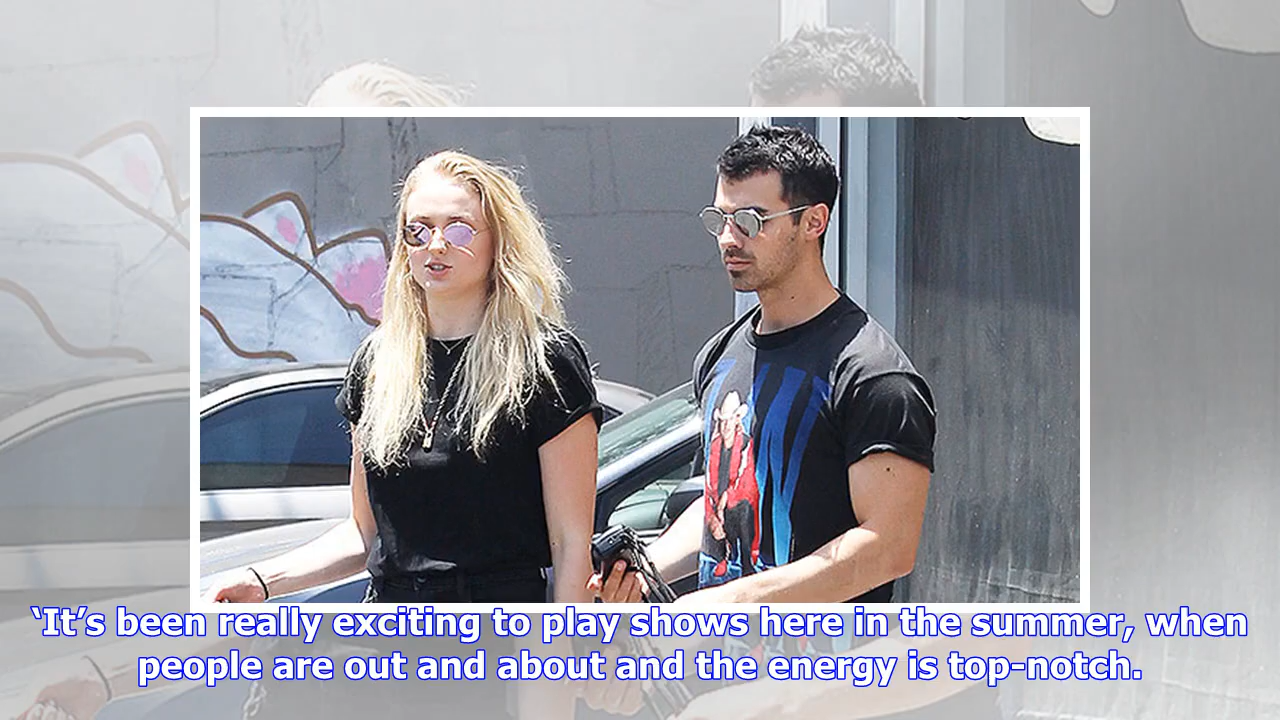 ‘It’s been really exciting to play shows here in the summer, when
people are out and about and the energy is top-notch.